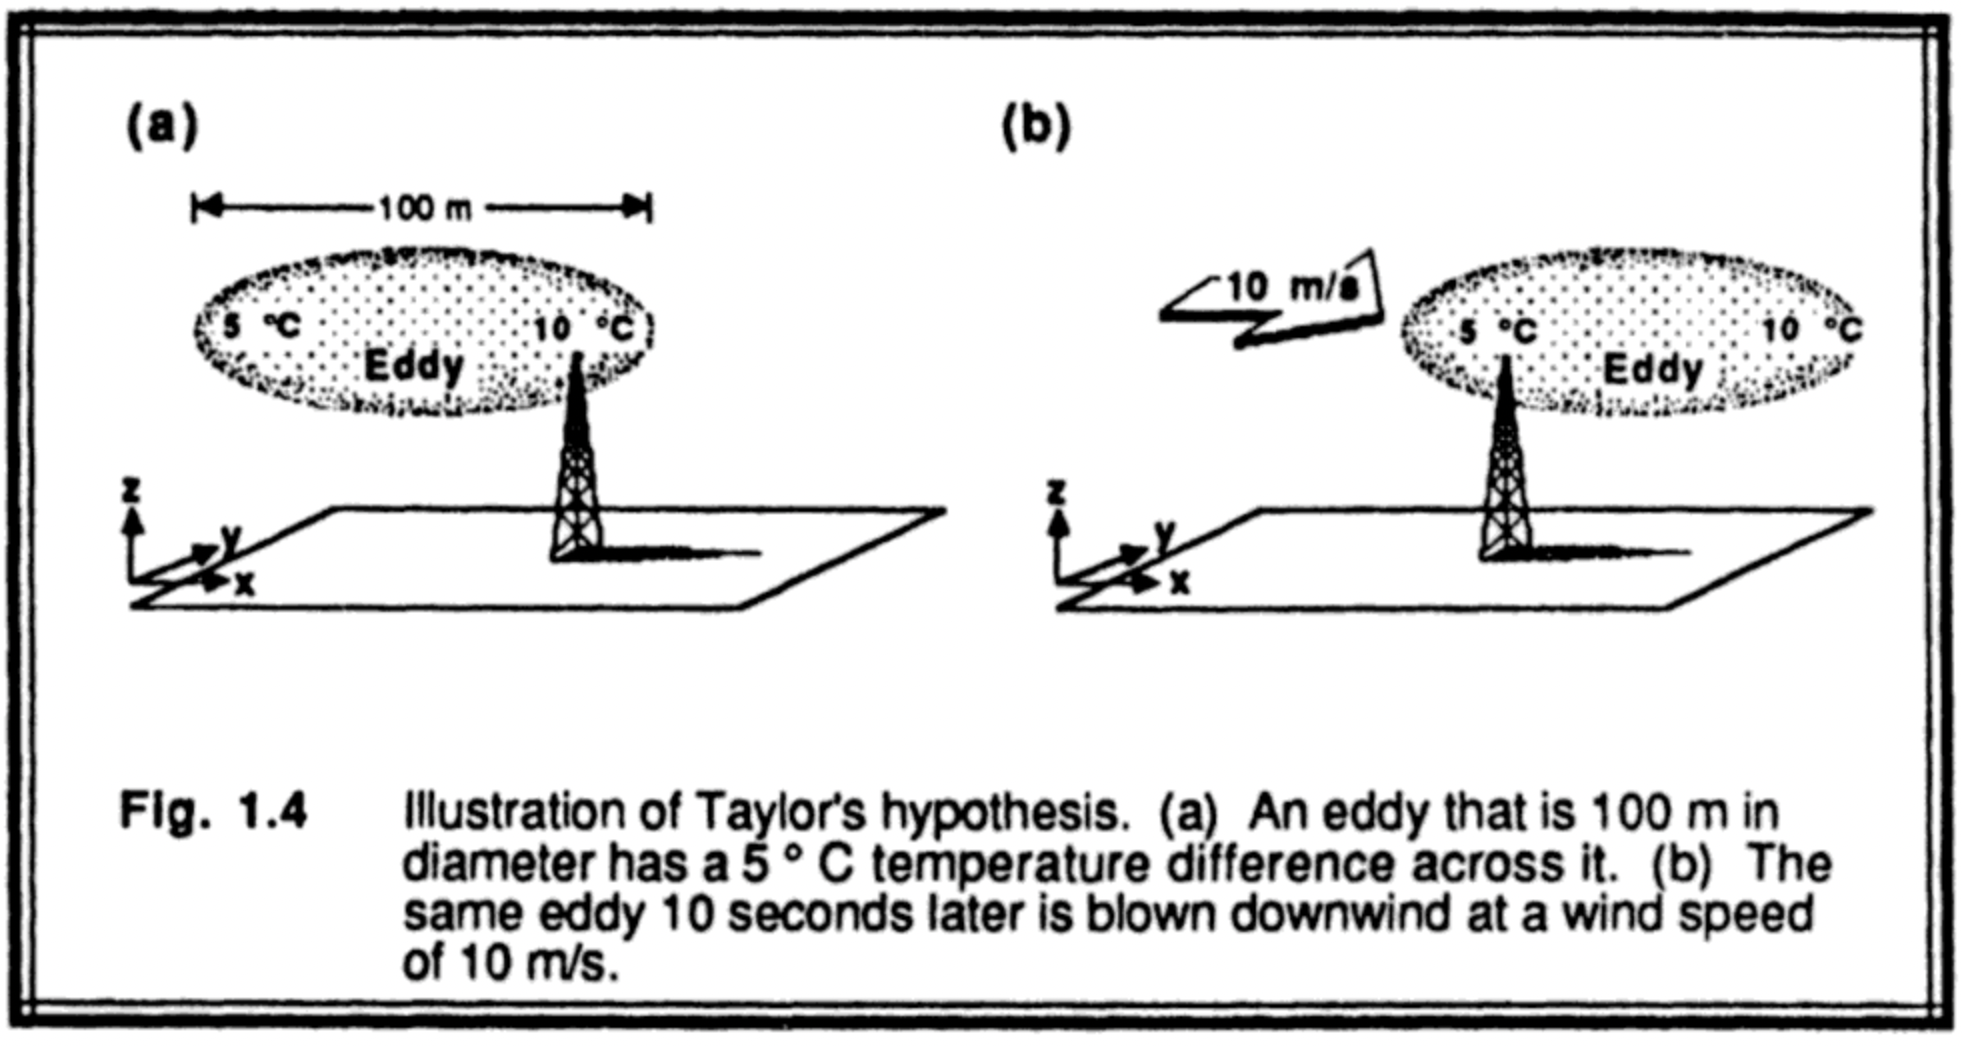 (a)
100 m
5 °C
10 °C
Eddy
z
y
x
(b)
10 m/s
5 °C
10 °C
Eddy
z
y
x
Fig. 1.4 Illustration of Taylor's hypothesis. (a) An eddy that is 100 m in
diameter has a 5 ° C temperature difference across it. (b) The
same eddy 10 seconds later is blown downwind at a wind speed
of 10 m/s.